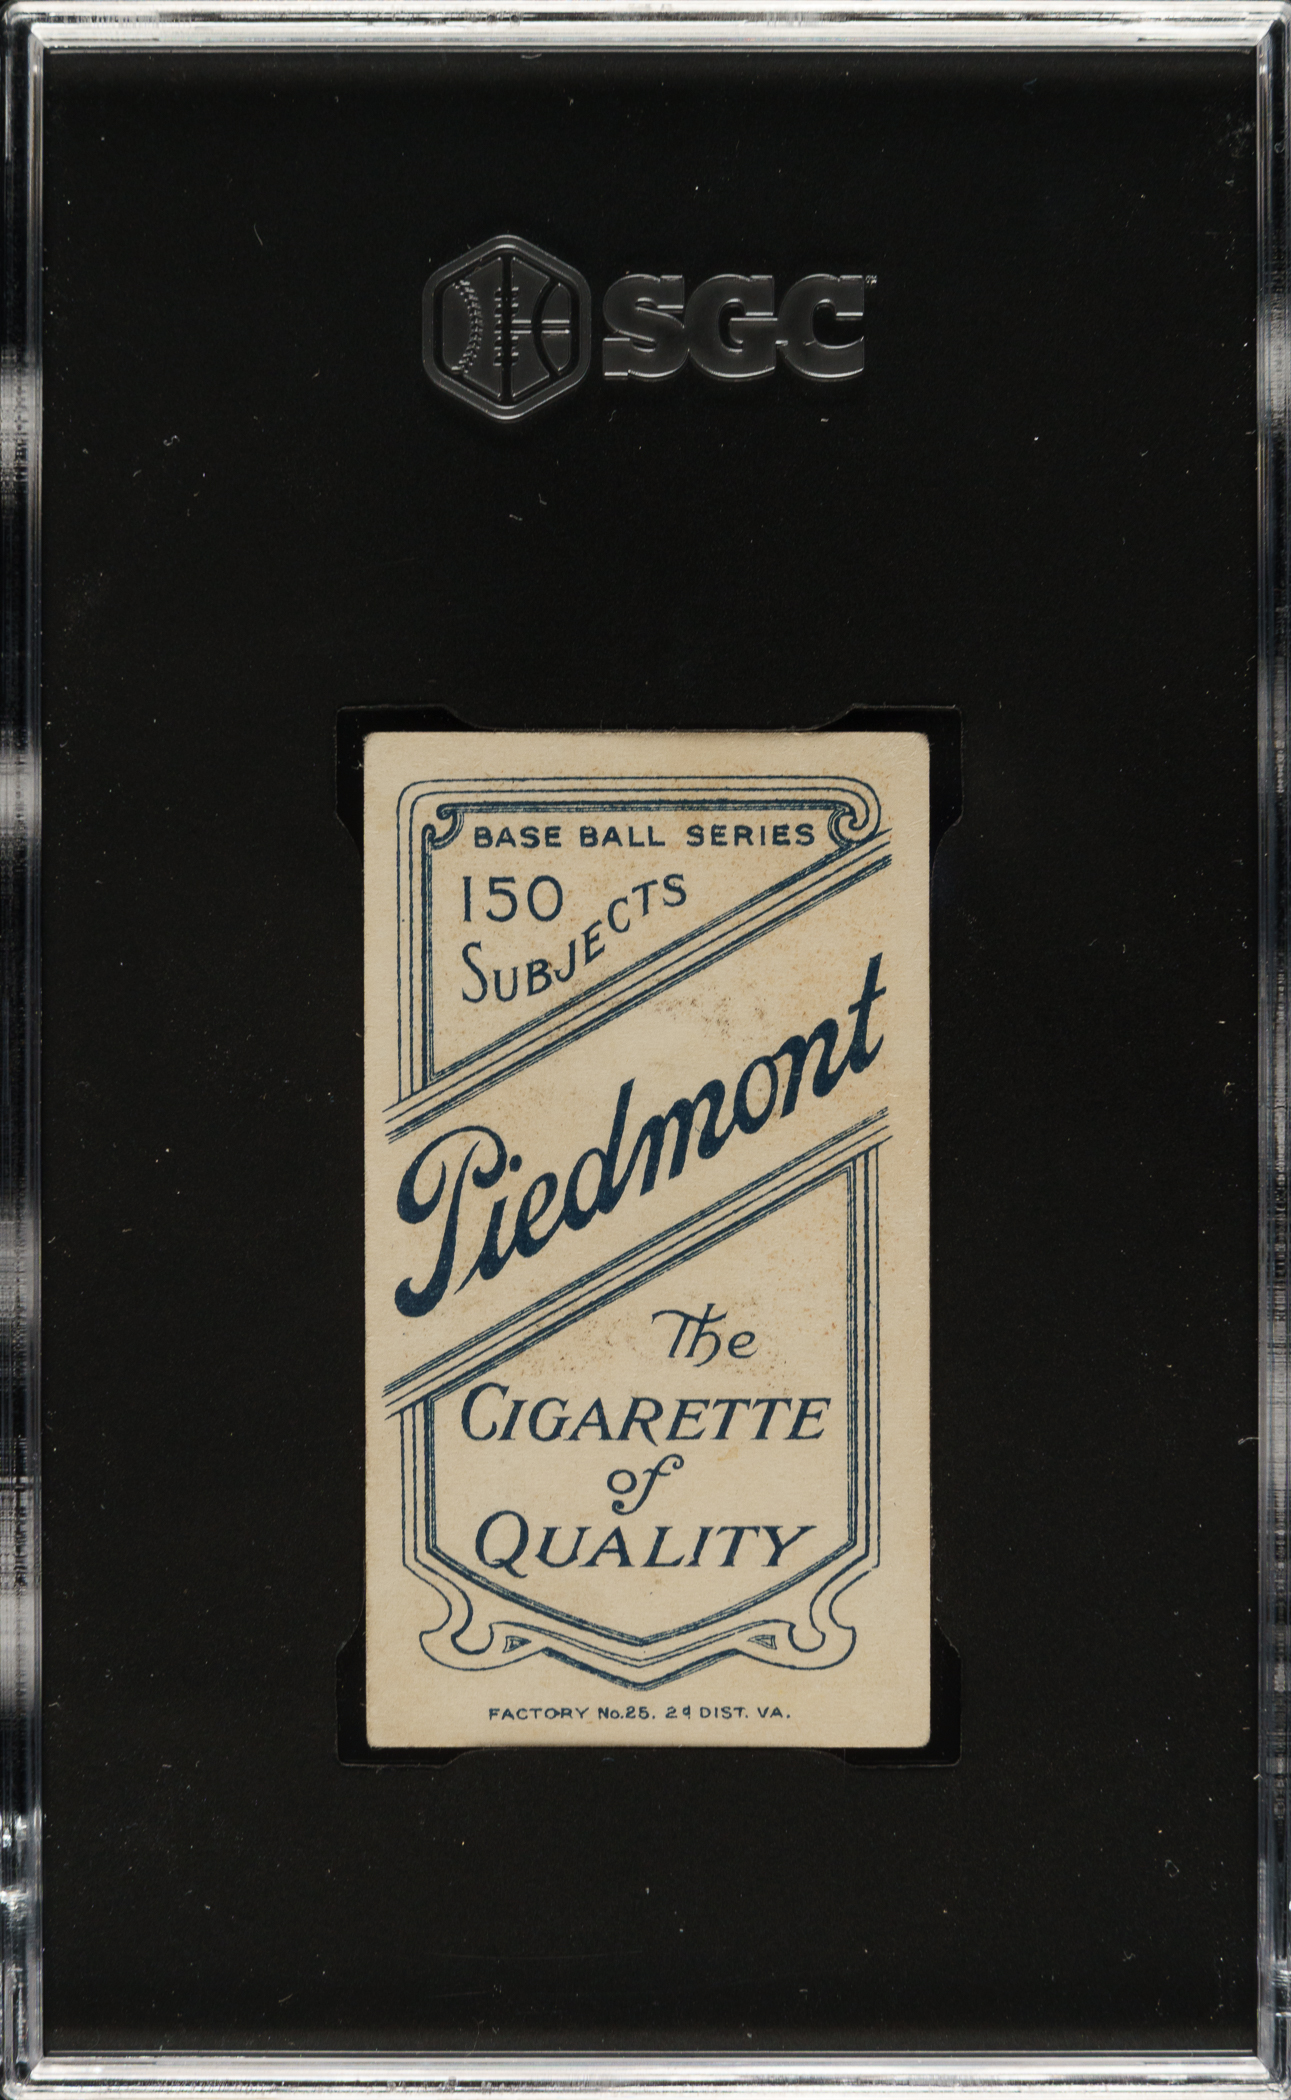 SGC
BASE BALL SERIES
150
SUBJECTS
Piedmont
The
CIGARETTE
of
QUALITY
FACTORY No.25. 2d DIST. VA.